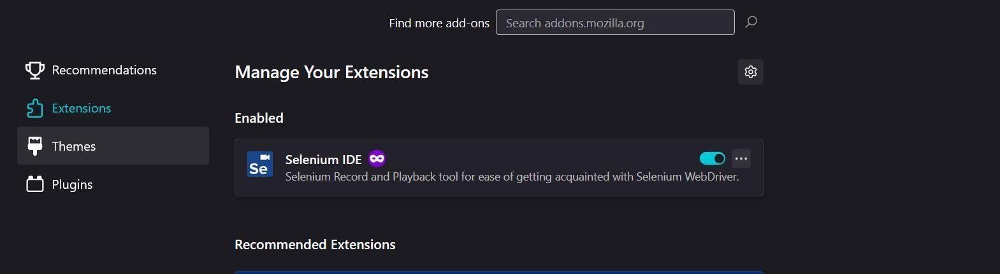 Find more add-ons
Search addons.mozilla.org
Recommendations
Extensions
Themes
Plugins
Manage Your Extensions
Enabled
Se
Selenium IDE
Selenium Record and Playback tool for ease of getting acquainted with Selenium WebDriver.
Recommended Extensions